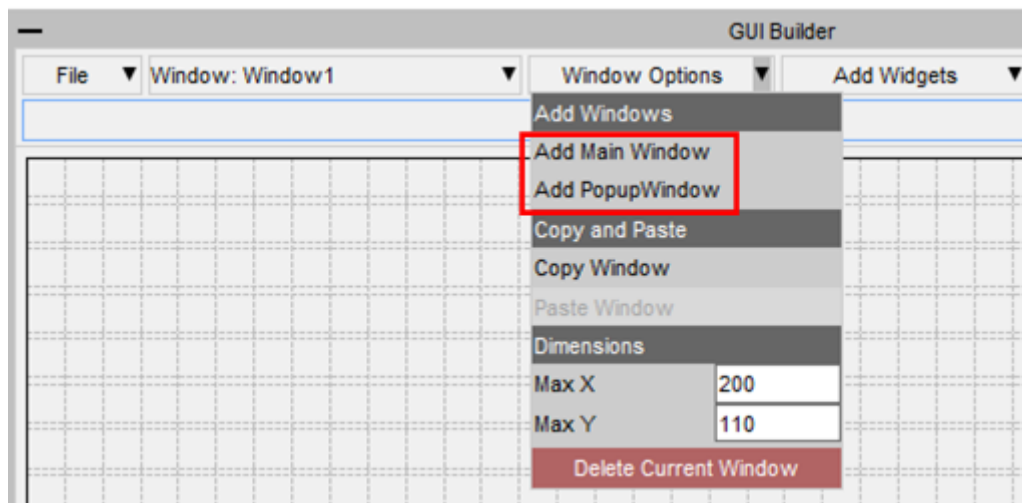 GUI Builder
File ▼ Window: Window1 ▼ Window Options ▼ Add Widgets ▼
Add Windows
Add Main Window
Add PopupWindow
Copy and Paste
Copy Window
Paste Window
Dimensions
Max X 200
Max Y 110
Delete Current Window